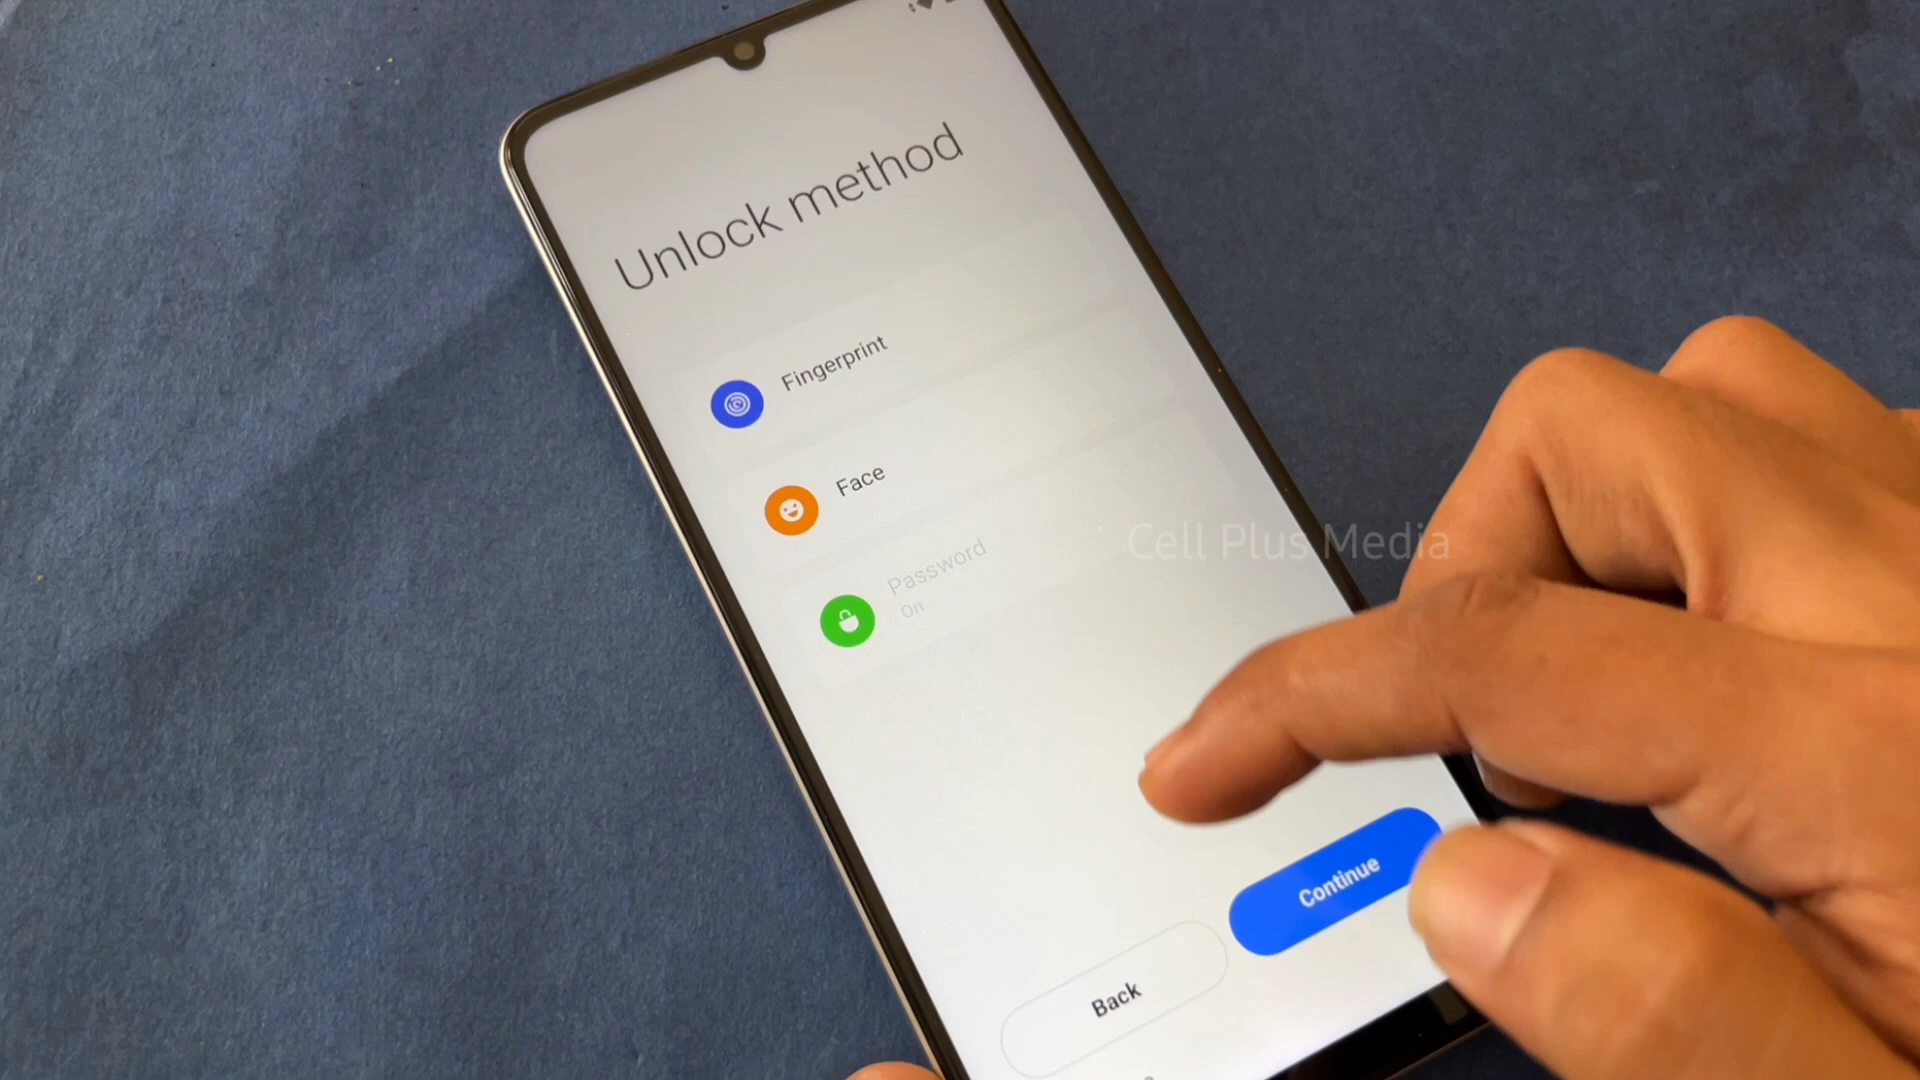 Unlock method
Fingerprint
Face
Password
On
Cell Plus Media
Continue
Back